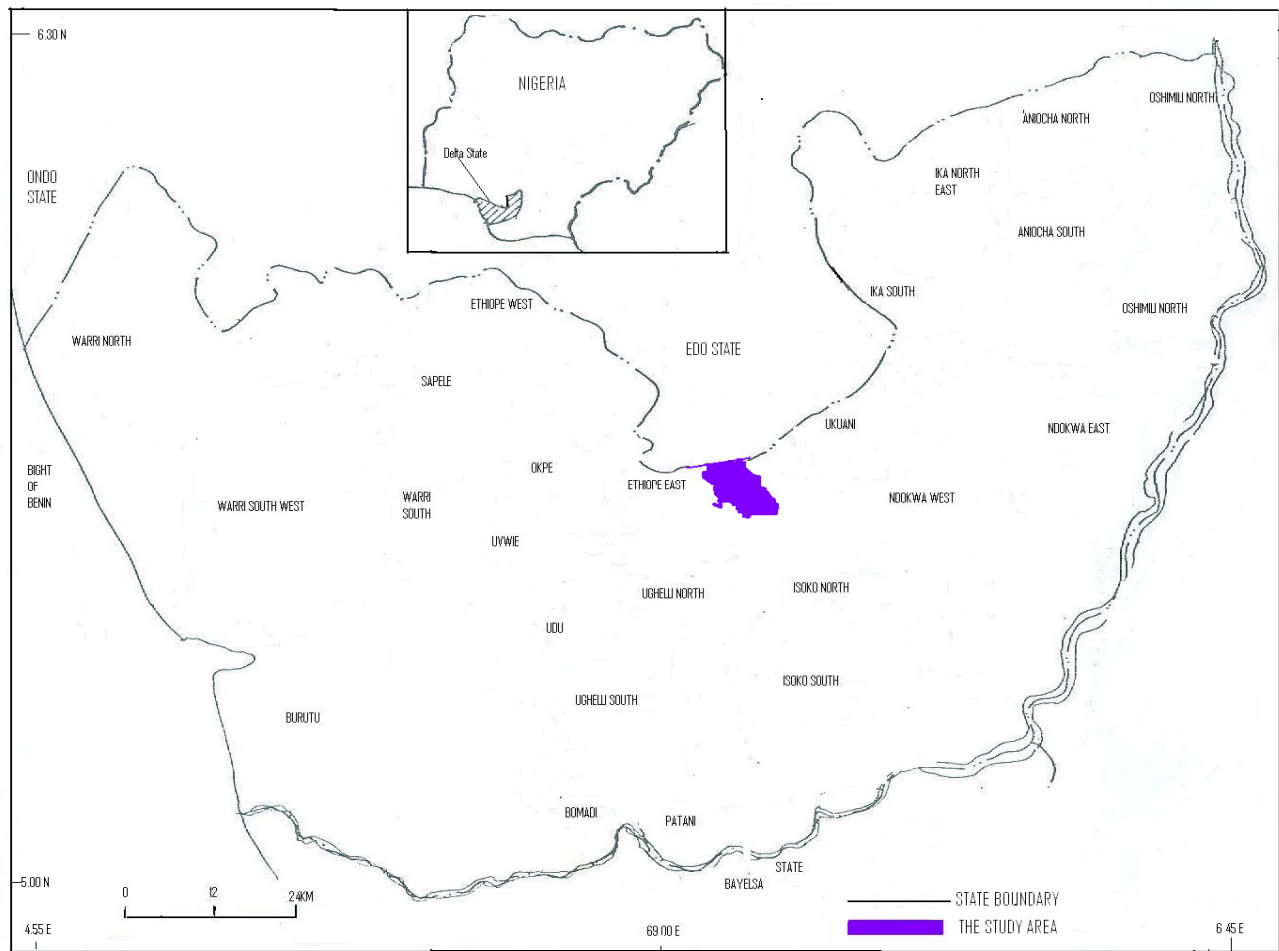 6.30 N
NIGERIA
Delta State
OSHIMILI NORTH
ANIOCHA NORTH
ONDO
STATE
IKA NORTH
EAST
ANIOCHA SOUTH
IKA SOUTH
ETHIOPE WEST
OSHIMILI NORTH
WARRI NORTH
EDO STATE
SAPELE
UKUANI
NDOKWA EAST
BIGHT
OF
BENIN
OKPE
ETHIOPE EAST
NDOKWA WEST
WARRI SOUTH WEST
WARRI
SOUTH
UVWIE
UGHELLI NORTH
ISOKO NORTH
UDU
ISOKO SOUTH
UGHELLI SOUTH
BURUTU
BOMADI
PATANI
STATE
BAYELSA
5.00 N
0 12 24KM
STATE BOUNDARY
THE STUDY AREA
4.55 E
69 00 E
6 45 E